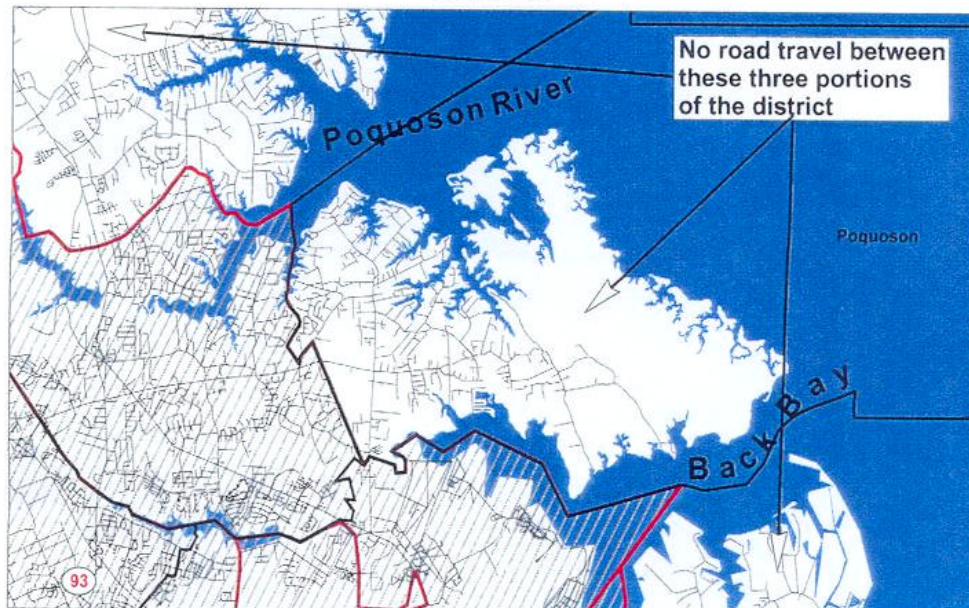 No road travel between
these three portions
of the district
Poquoson River
Poquoson
Back Bay
93